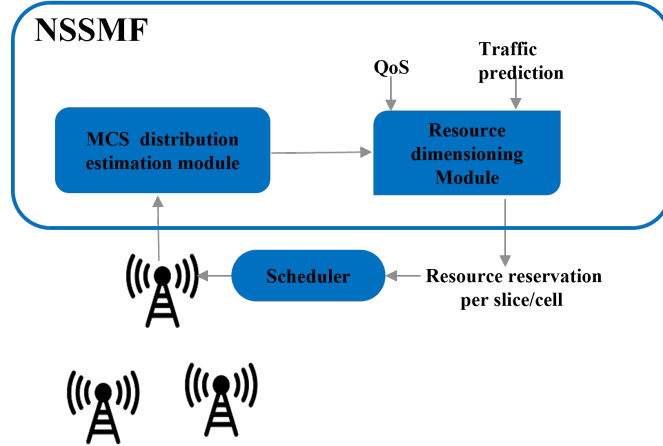 NSSMF
QoS
Traffic
prediction
MCS distribution
estimation module
Resource
dimensioning
Module
Scheduler
Resource reservation
per slice/cell